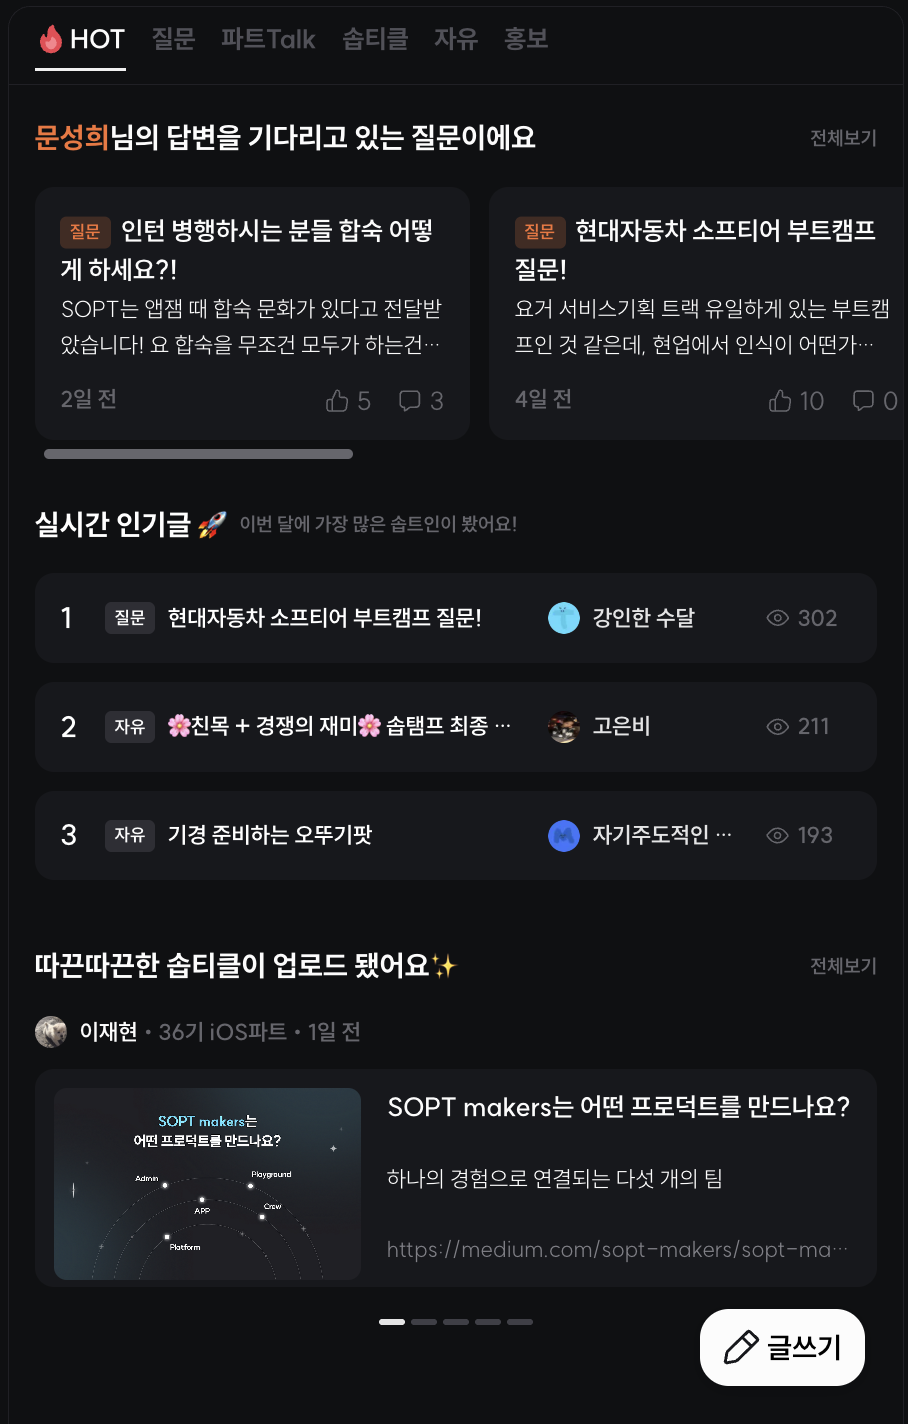 HOT 질문 파트Talk 솝티클 자유 홍보
문성희님의 답변을 기다리고 있는 질문이에요 전체보기
질문 인턴 병행하시는 분들 합숙 어떻
게 하세요?!
SOPT는 앱잼 때 합숙 문화가 있다고 전달받
았습니다! 요 합숙을 무조건 모두가 하는건…
2일 전 5 3
질문 현대자동차 소프티어 부트캠프
질문!
요거 서비스기획 트랙 유일하게 있는 부트캠
프인 것 같은데, 현업에서 인식이 어떤가…
4일 전 10 0
실시간 인기글 🚀 이번 달에 가장 많은 솝트인이 봤어요!
1 질문 현대자동차 소프티어 부트캠프 질문! 강인한 수달 302
2 자유 🌸친목 + 경쟁의 재미🌸 솝탬프 최종 … 고은비 211
3 자유 기경 준비하는 오뚜기팟 자기주도적인 … 193
따끈따끈한 솝티클이 업로드 됐어요✨ 전체보기
이재현 • 36기 iOS파트 • 1일 전
SOPT makers는
어떤 프로덕트를 만드나요?
Admin
Playground
APP
Crew
Platform
SOPT makers는 어떤 프로덕트를 만드나요?
하나의 경험으로 연결되는 다섯 개의 팀
https://medium.com/sopt-makers/sopt-ma…
글쓰기